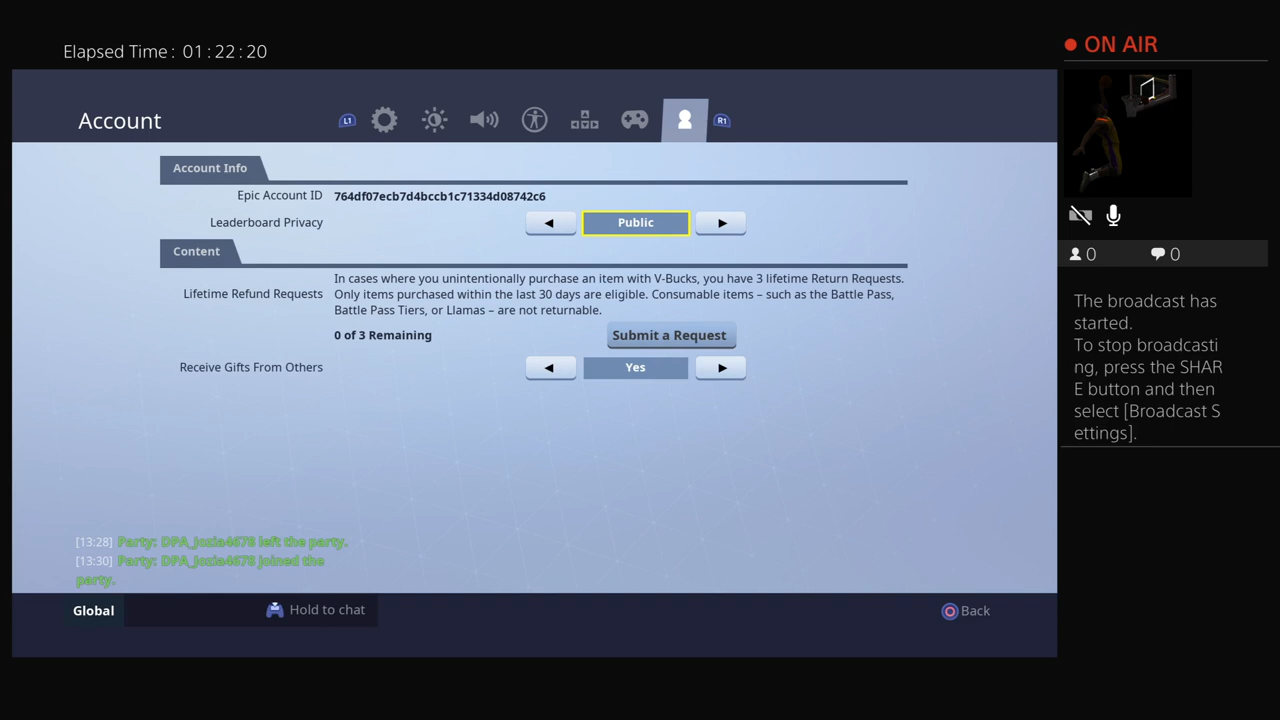 Elapsed Time: 01:22:20
ON AIR
Account
L1
R1
Account Info
Epic Account ID 764df07ecb7d4bccb1c71334d08742c6
Leaderboard Privacy Public
Content
In cases where you unintentionally purchase an item with V-Bucks, you have 3 lifetime Return Requests.
Lifetime Refund Requests Only items purchased within the last 30 days are eligible. Consumable items – such as the Battle Pass,
Battle Pass Tiers, or Llamas – are not returnable.
0 of 3 Remaining Submit a Request
Receive Gifts From Others Yes
[13:28] Party: DPA_Jozia4678 left the party.
[13:30] Party: DPA_Jozia4678 joined the
party.
Global Hold to chat
Back
0 0
The broadcast has
started.
To stop broadcasti
ng, press the SHAR
E button and then
select [Broadcast S
ettings].